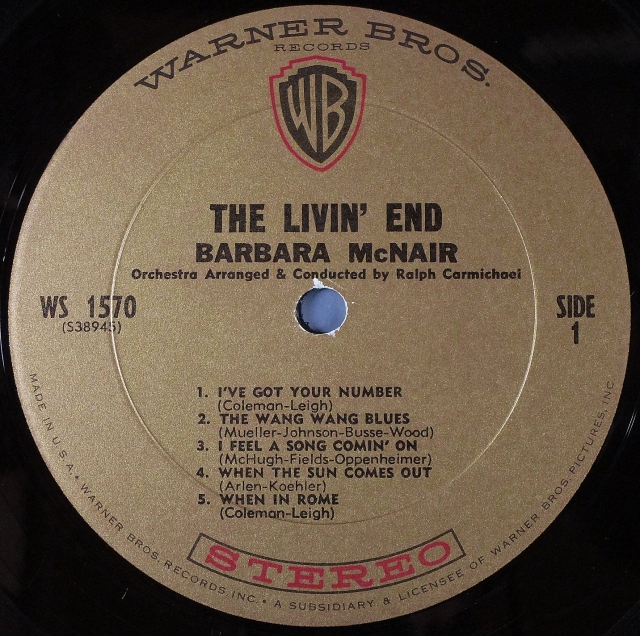 WARNER BROS.
RECORDS
WB
THE LIVIN' END
BARBARA McNAIR
Orchestra Arranged & Conducted by Ralph Carmichael
WS 1570
(S38945)
SIDE
1
1. I'VE GOT YOUR NUMBER
(Coleman-Leigh)
2. THE WANG WANG BLUES
(Mueller-Johnson-Busse-Wood)
3. I FEEL A SONG COMIN' ON
(McHugh-Fields-Oppenheimer)
4. WHEN THE SUN COMES OUT
(Arlen-Koehler)
5. WHEN IN ROME
(Coleman-Leigh)
STEREO
MADE IN U.S.A. • WARNER BROS. RECORDS INC. • A SUBSIDIARY & LICENSEE OF WARNER BROS. PICTURES, INC.